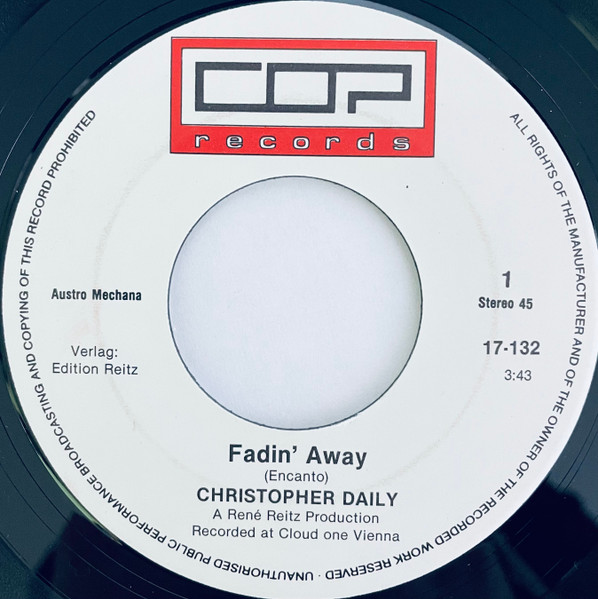 COP
records
ALL RIGHTS OF THE MANUFACTURER AND OF THE OWNER OF THE RECORDED WORK RESERVED · UNAUTHORISED PUBLIC PERFORMANCE BROADCASTING AND COPYING OF THIS RECORD PROHIBITED
Austro Mechana
Verlag:
Edition Reitz
1
Stereo 45
17-132
3:43
Fadin’ Away
(Encanto)
CHRISTOPHER DAILY
A René Reitz Production
Recorded at Cloud one Vienna